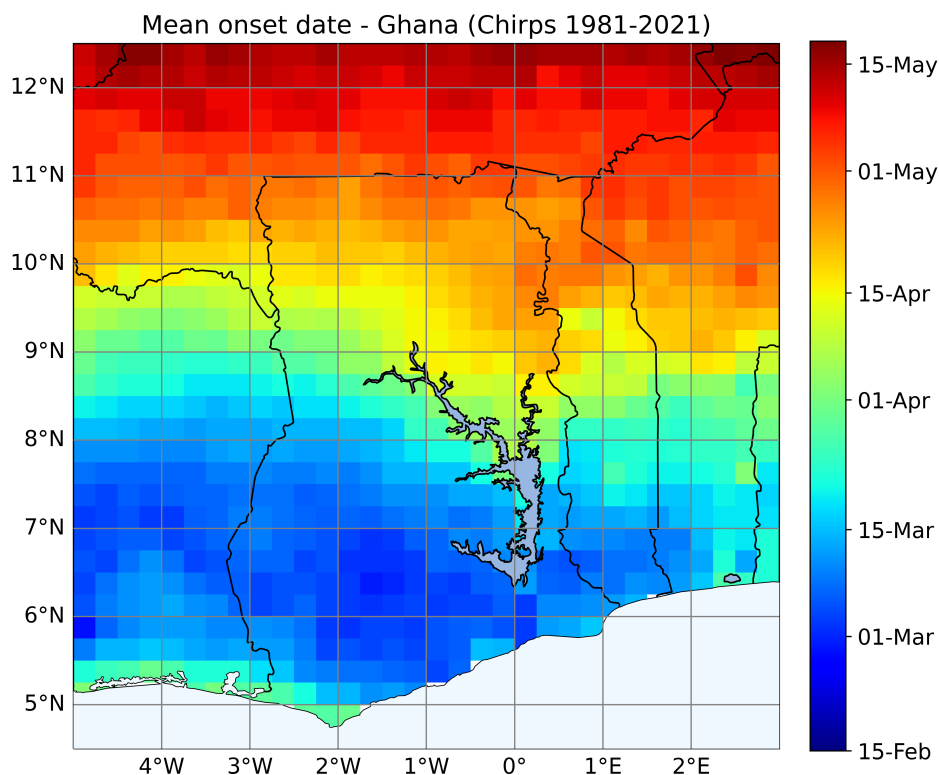 Mean onset date - Ghana (Chirps 1981-2021)
12°N
11°N
10°N
9°N
8°N
7°N
6°N
5°N
4°W
3°W
2°W
1°W
0°
1°E
2°E
15-May
01-May
15-Apr
01-Apr
15-Mar
01-Mar
15-Feb